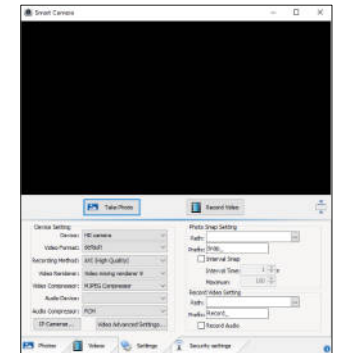 Smart Camera
Take Photo
Record Video
Device Setting
Device: HD camera
Video Format: default
Recording Method: AVI (High Quality)
Video Renderer: Video mixing renderer 9
Video Compressor: MJPEG Compressor
Audio Device:
Audio Compressor: PCM
IP Cameras...
Video Advanced Settings...
Photo Snap Setting
Path:
Prefix: Snap_
Interval Snap
Interval Time: 1 s
Maximum: 100
Record Video Setting
Path:
Prefix: Record_
Record Audio
Photos
Videos
Settings
Security settings